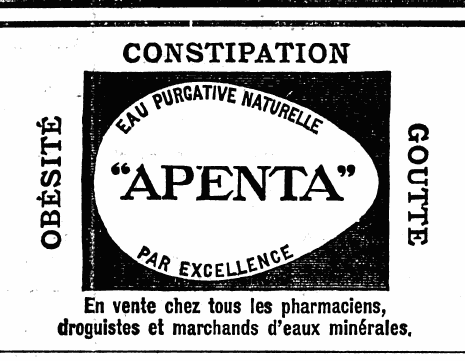 CONSTIPATION
OBÉSITÉ
EAU PURGATIVE NATURELLE
"APENTA"
PAR EXCELLENCE
GOUTTE
En vente chez tous les pharmaciens,
droguistes et marchands d'eaux minérales.